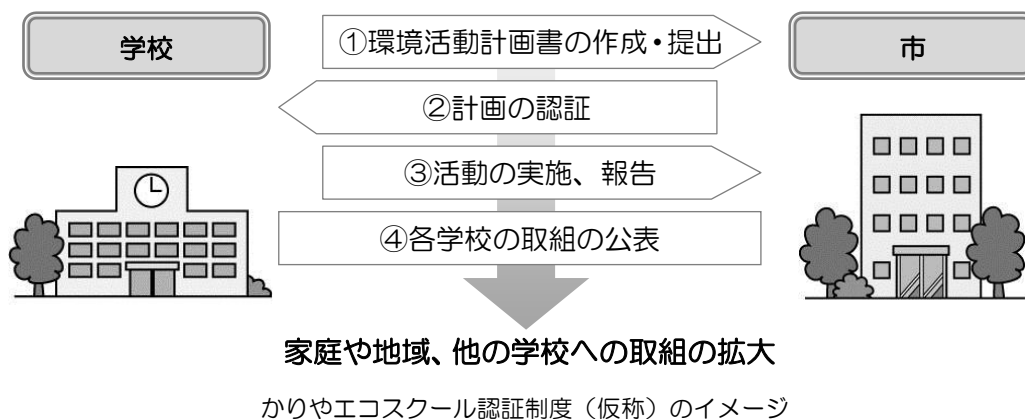 学校
①環境活動計画書の作成・提出
市
②計画の認証
③活動の実施、報告
④各学校の取組の公表
家庭や地域、他の学校への取組の拡大
かりやエコスクール認証制度（仮称）のイメージ